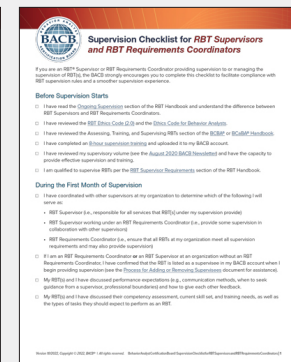 BEHAVIOR ANALYST
BACB
CERTIFICATION BOARD
Supervision Checklist for RBT Supervisors
and RBT Requirements Coordinators
If you are an RBT® Supervisor or RBT Requirements Coordinator providing supervision to or managing the
supervision of RBT(s), the BACB strongly encourages you to complete this checklist to facilitate compliance with
RBT supervision rules and a smoother supervision experience.
Before Supervision Starts
I have read the Ongoing Supervision section of the RBT Handbook and understand the difference between
RBT Supervisors and RBT Requirements Coordinators.
I have reviewed the RBT Ethics Code (2.0) and the Ethics Code for Behavior Analysts.
I have reviewed the Assessing, Training, and Supervising RBTs section of the BCBA® or BCaBA® Handbook.
I have completed an 8-hour supervision training and uploaded it to my BACB account.
I have reviewed my supervisory volume (see the August 2020 BACB Newsletter) and have the capacity to
provide effective supervision and training.
I am qualified to supervise RBTs per the RBT Supervisor Requirements section of the RBT Handbook.
During the First Month of Supervision
I have coordinated with other supervisors at my organization to determine which of the following I will
serve as:
• RBT Supervisor (i.e., responsible for all services that RBT[s] under my supervision provide)
• RBT Supervisor working under an RBT Requirements Coordinator (i.e., provide some supervision in
collaboration with other supervisors)
• RBT Requirements Coordinator (i.e., ensure that all RBTs at my organization meet all supervision
requirements and may also provide supervision)
If I am an RBT Requirements Coordinator or an RBT Supervisor at an organization without an RBT
Requirements Coordinator, I have confirmed that the RBT is listed as a supervisee in my BACB account when I
begin providing supervision (see the Process for Adding or Removing Supervisees document for assistance).
My RBT(s) and I have discussed performance expectations (e.g., communication methods, when to seek
guidance from a supervisor, professional boundaries) and how to give each other feedback.
My RBT(s) and I have discussed their competency assessment, current skill set, and training needs, as well as
the types of tasks they should expect to perform as an RBT.
Copyright © 2022, BACB® | All rights reserved.